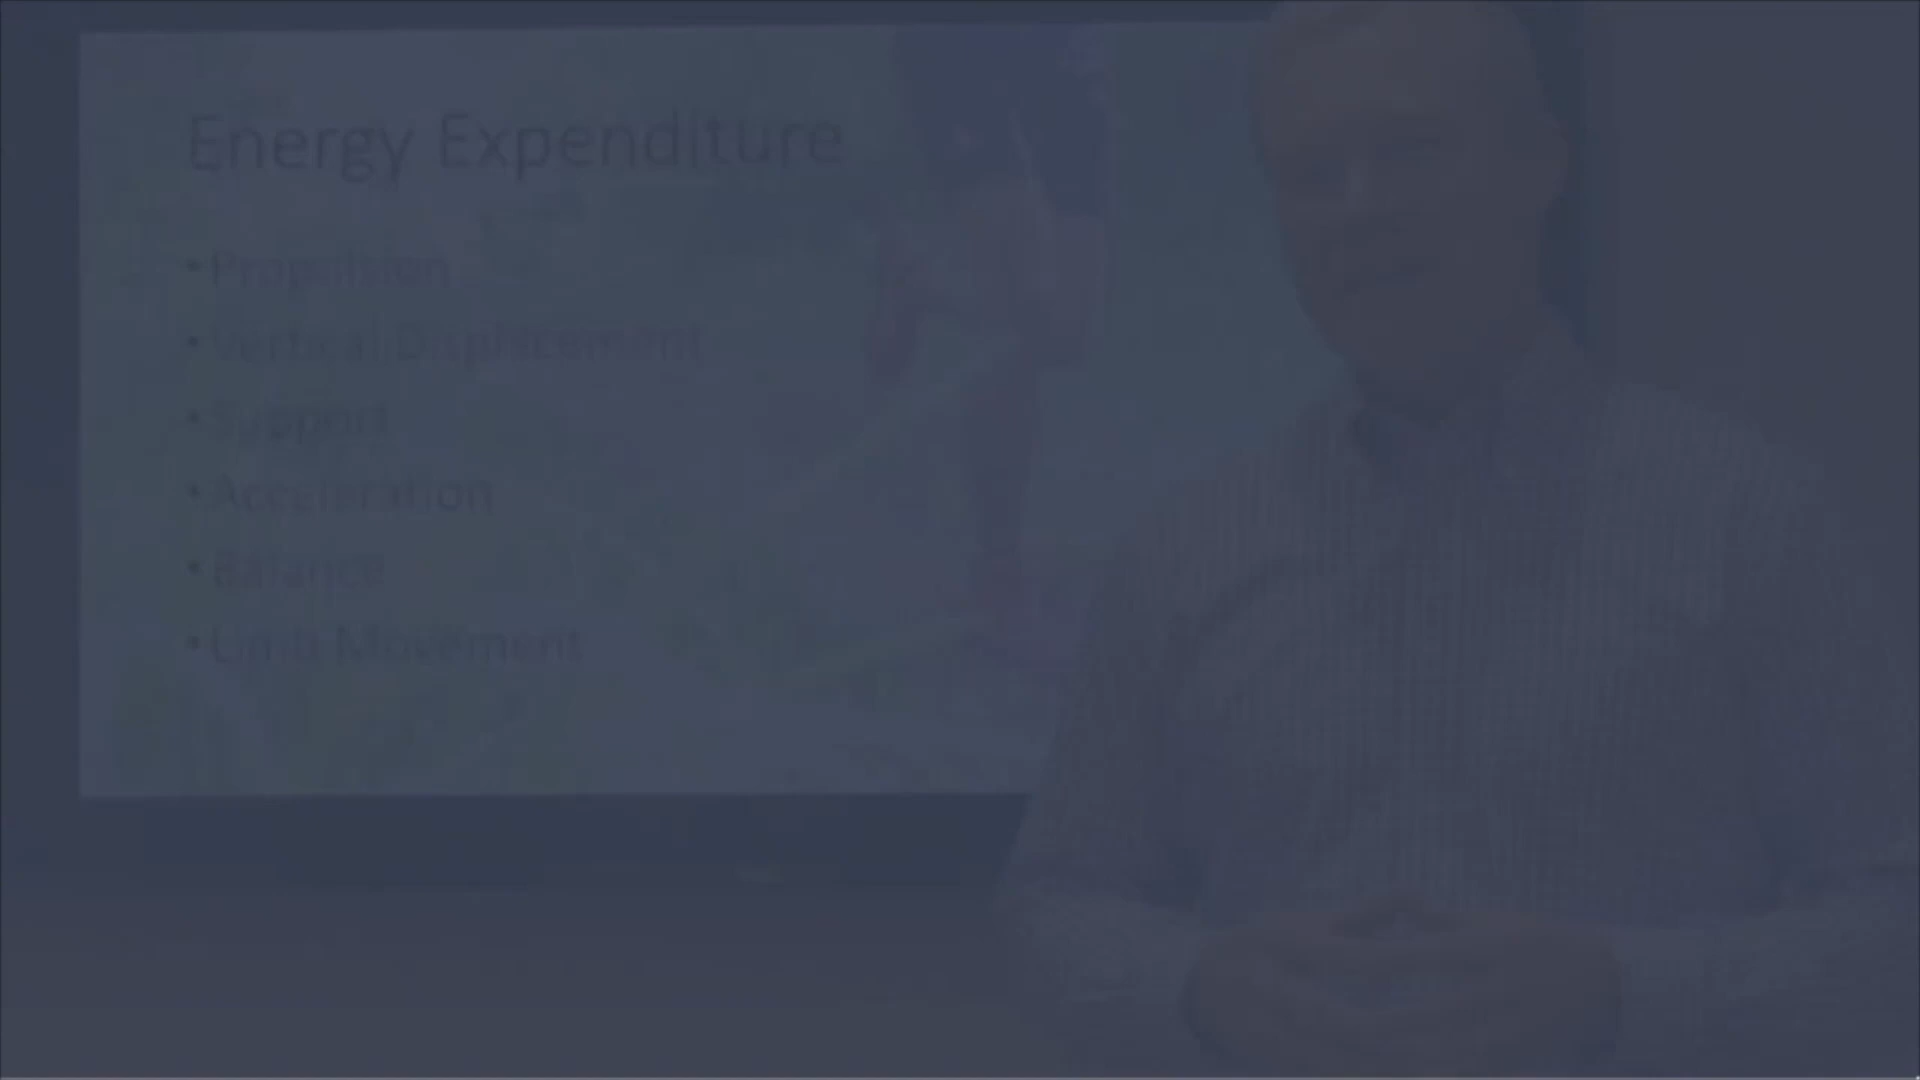 Energy Expenditure
• Propulsion
• Vertical Displacement
• Support
• Acceleration
• Balance
• Limb Movement